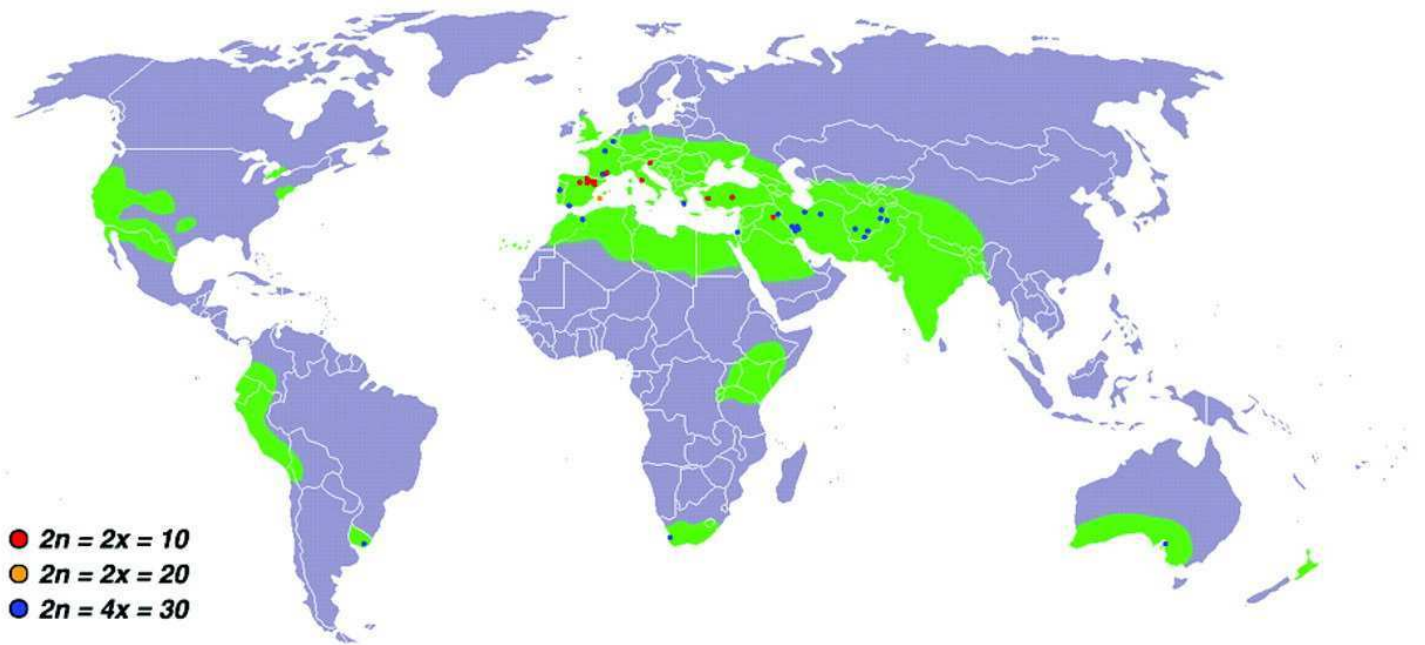 2n = 2x = 10
2n = 2x = 20
2n = 4x = 30